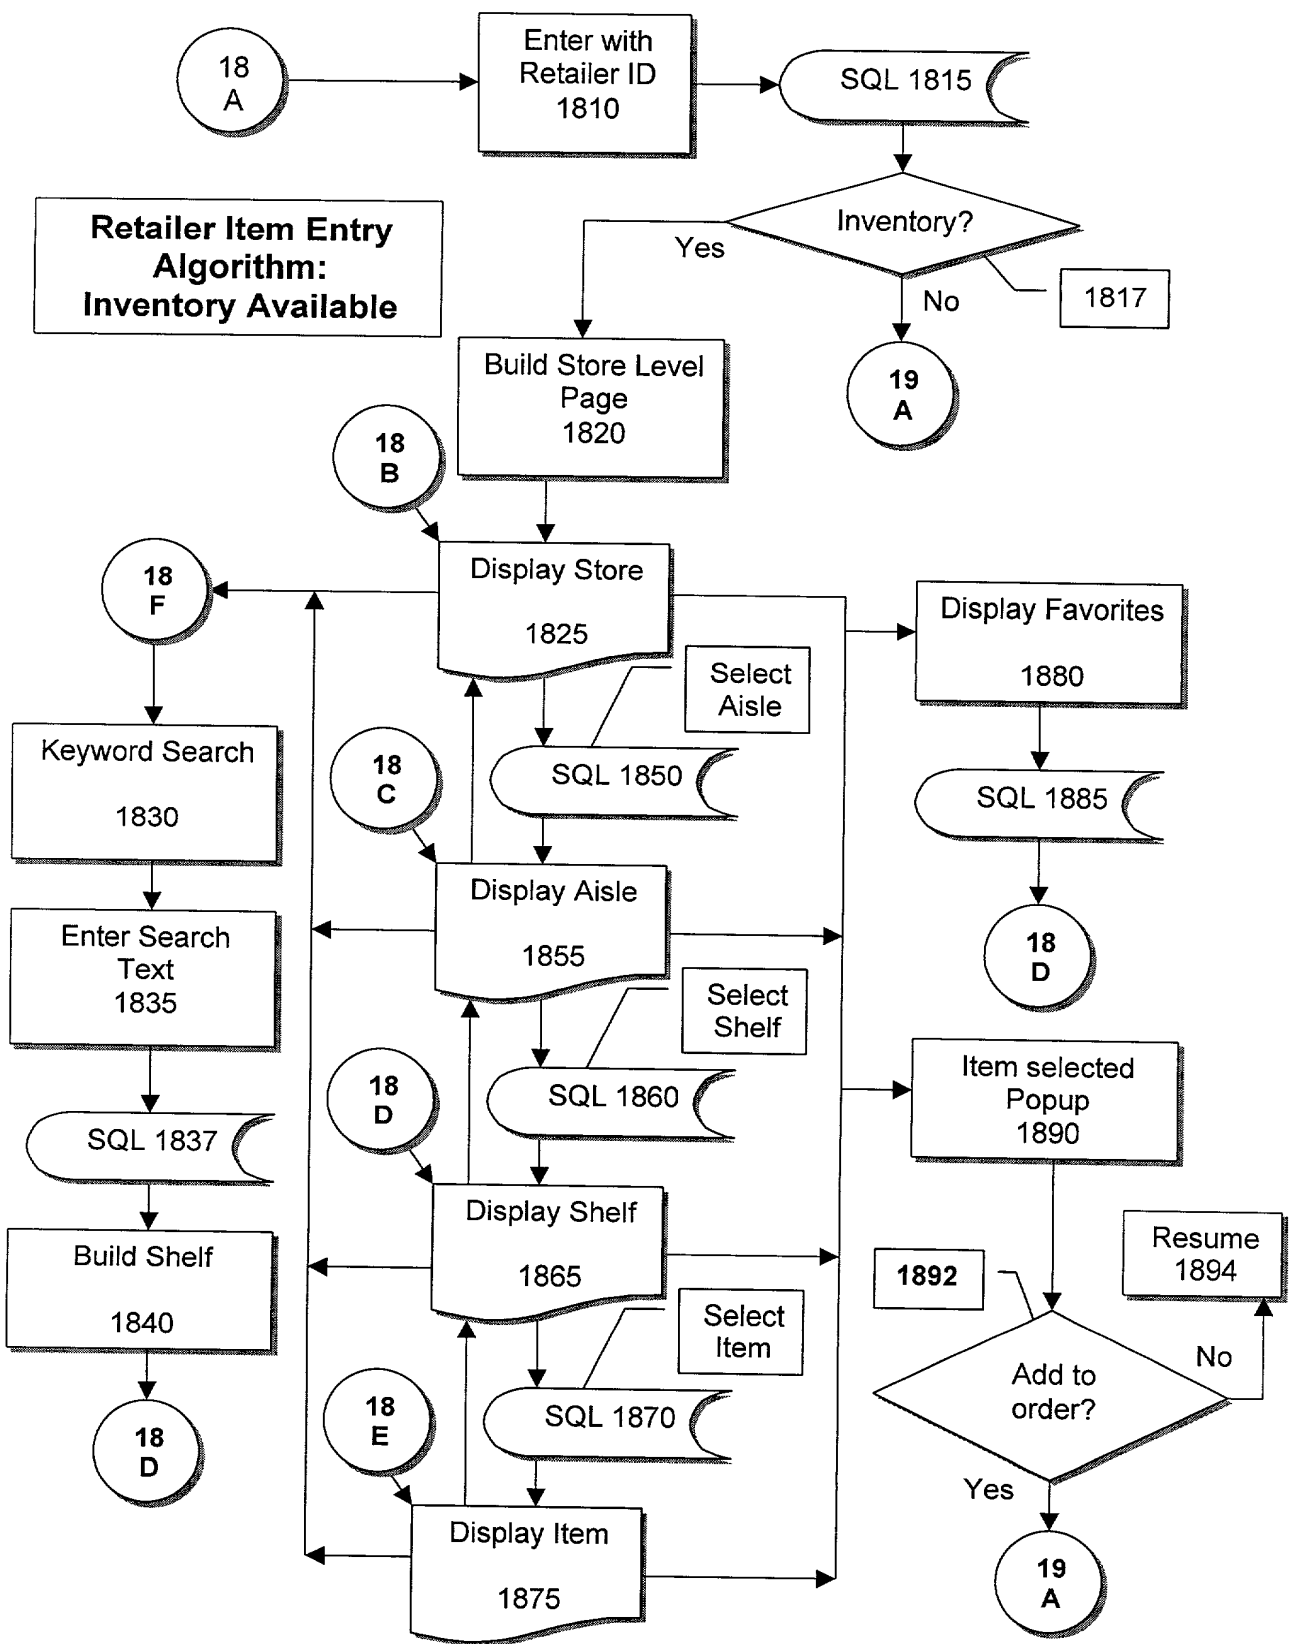 18
A
Enter with
Retailer ID
1810
SQL 1815
Retailer Item Entry
Algorithm:
Inventory Available
Inventory?
Yes
No
1817
19
A
Build Store Level
Page
1820
18
B
18
F
Display Store
1825
Select
Aisle
Display Favorites
1880
Keyword Search
1830
18
C
SQL 1850
SQL 1885
Display Aisle
1855
Enter Search
Text
1835
18
D
Select
Shelf
18
D
SQL 1860
Item selected
Popup
1890
SQL 1837
Display Shelf
1865
Build Shelf
1840
Resume
1894
1892
Select
Item
18
D
18
E
SQL 1870
Add to
order?
No
Yes
Display Item
1875
19
A